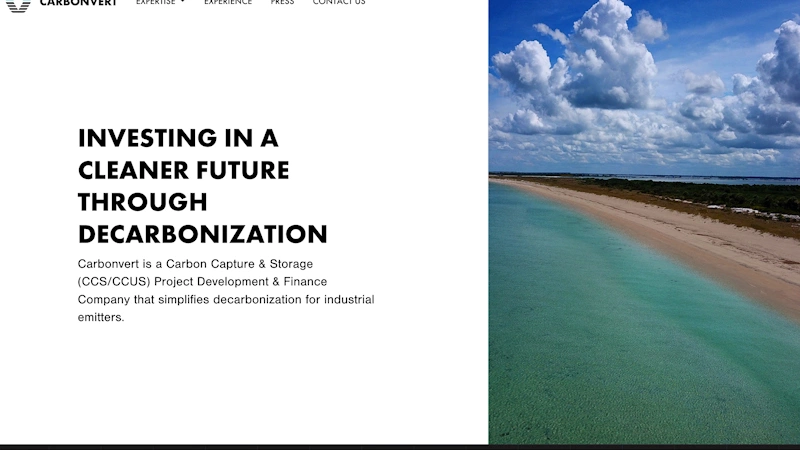 CARBONVERT EXPERTISE EXPERIENCE PRESS CONTACT US
INVESTING IN A
CLEANER FUTURE
THROUGH
DECARBONIZATION
Carbonvert is a Carbon Capture & Storage
(CCS/CCUS) Project Development & Finance
Company that simplifies decarbonization for industrial
emitters.